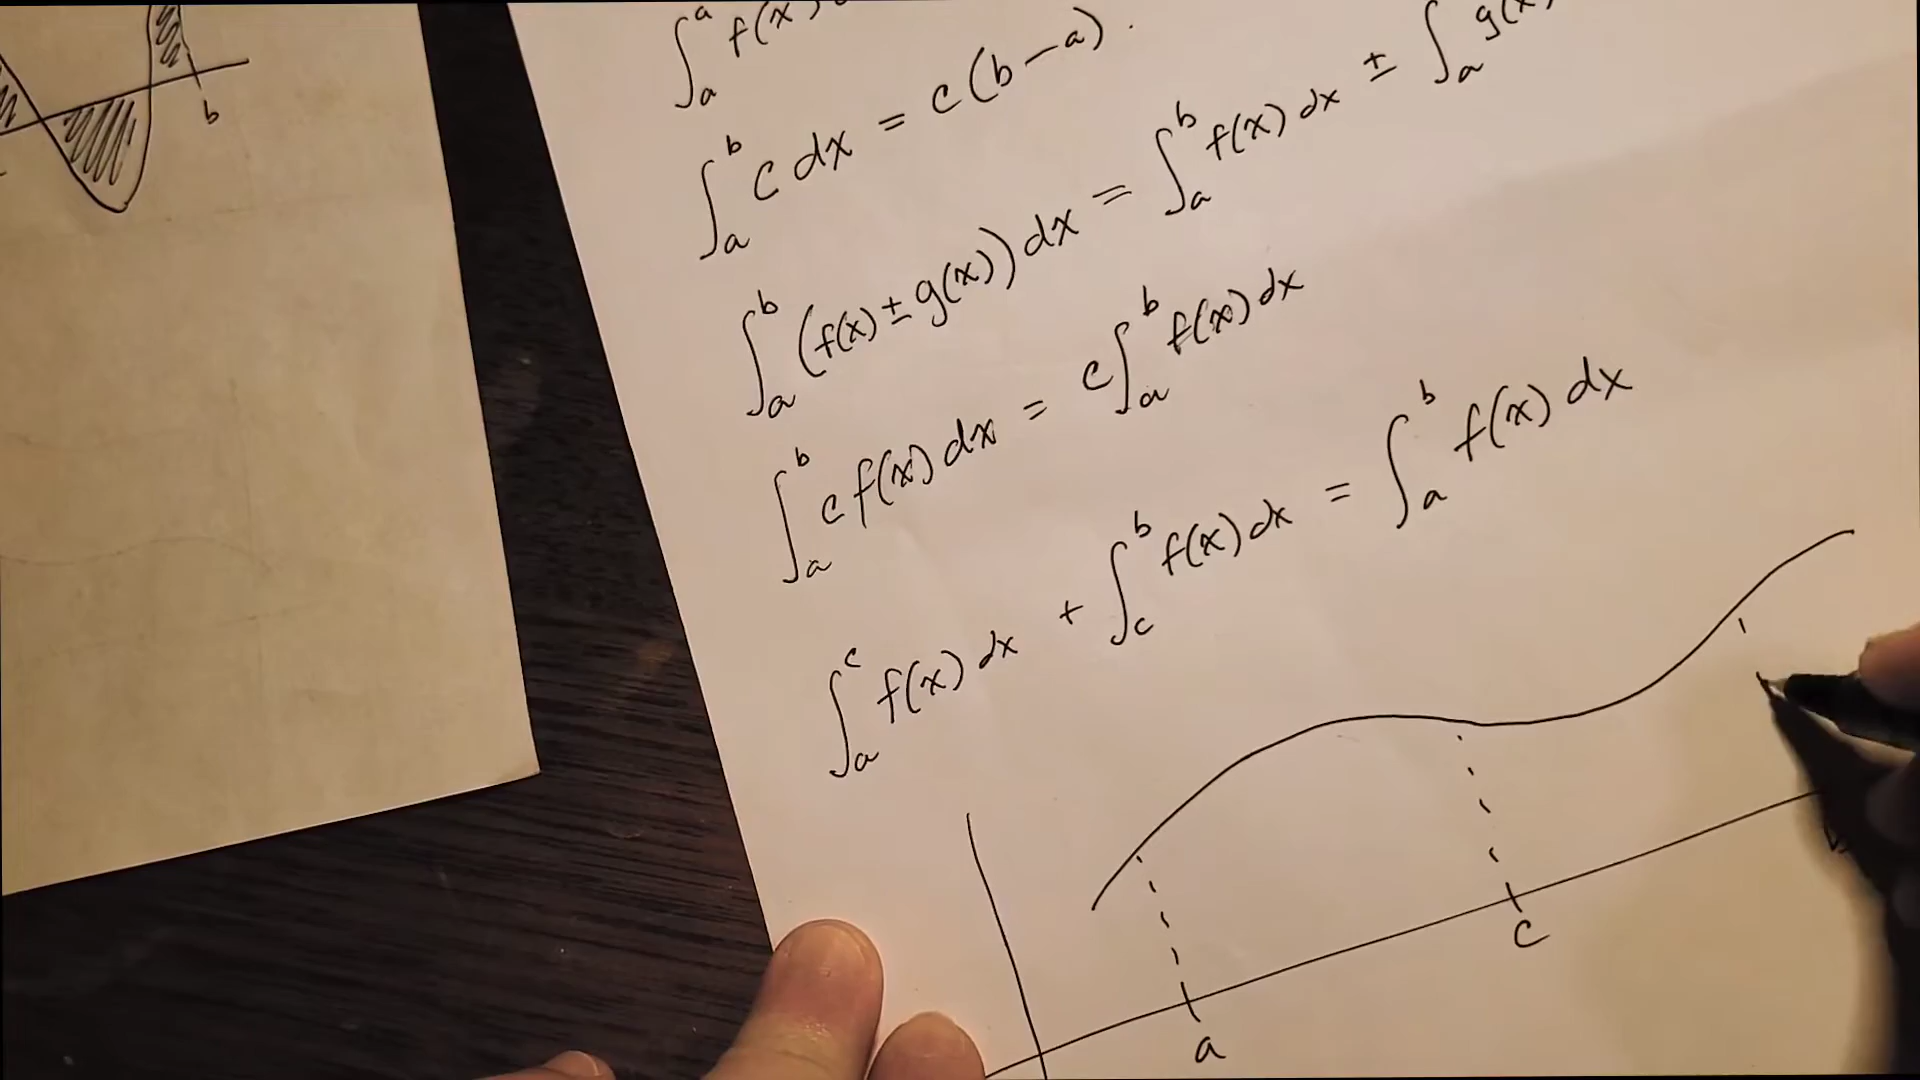 ∫_a^a f(x)
∫_a^b c dx = c(b-a).
∫_a^b (f(x) ± g(x)) dx = ∫_a^b f(x) dx ± ∫_a g(x)
∫_a^b c f(x) dx = c ∫_a^b f(x) dx
∫_a^c f(x) dx + ∫_c^b f(x) dx = ∫_a^b f(x) dx
b
a
c